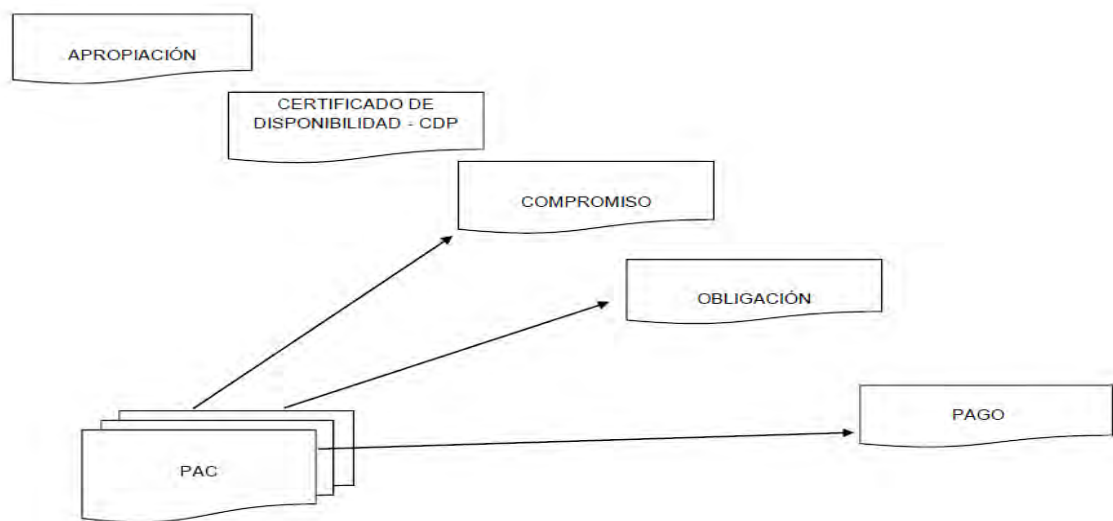 APROPIACIÓN
CERTIFICADO DE
DISPONIBILIDAD - CDP
COMPROMISO
OBLIGACIÓN
PAGO
PAC